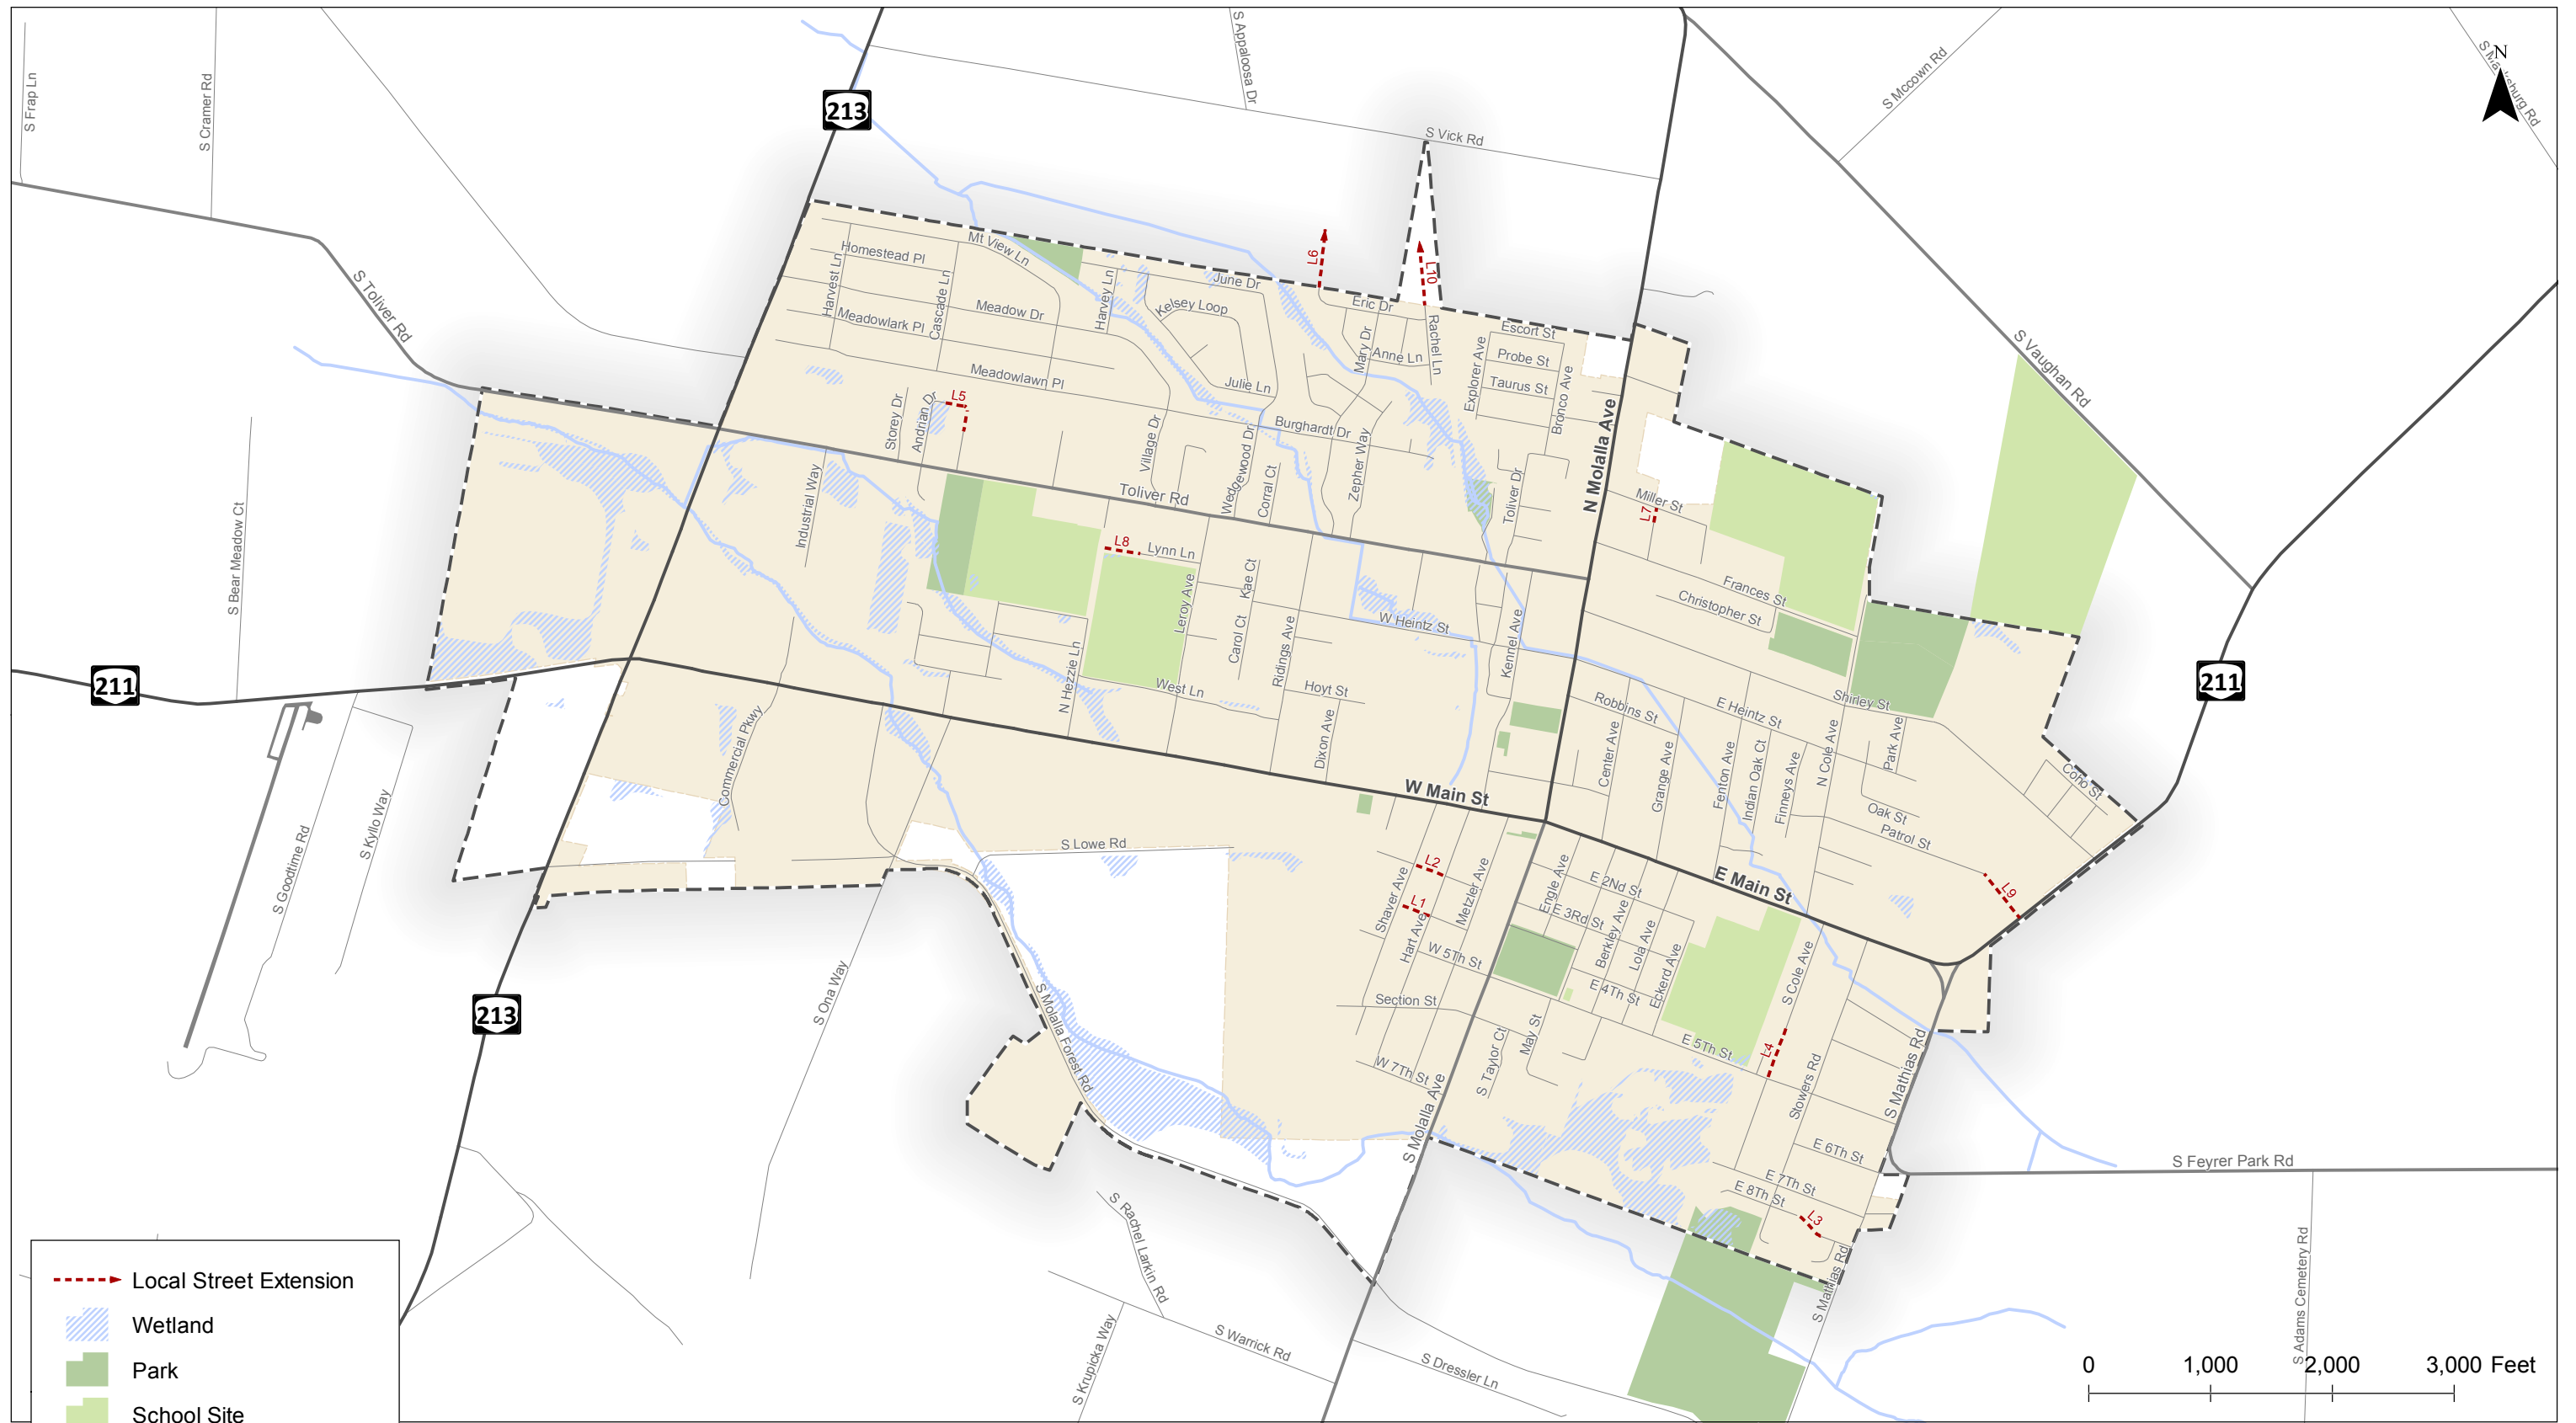 S Frap Ln
S Cramer Rd
213
S Appaloosa Dr
S Vick Rd
S Mccown Rd
N
S Toliver Rd
S Vaughan Rd
Homestead Pl
Mt View Ln
Harvest Ln
Cascade Ln
Meadow Dr
Meadowlark Pl
Harvey Ln
June Dr
Kelsey Loop
L6
L10
Eric Dr
Rachel Ln
Mary Dr
Anne Ln
Escort St
Probe St
Taurus St
Explorer Ave
Bronco Ave
Meadowlawn Pl
Julie Ln
L5
Storey Dr
Andrian Dr
Village Dr
Wedgewood Dr
Corral Ct
Burghardt Dr
Zepher Way
Toliver Dr
N Molalla Ave
Toliver Rd
Industrial Way
S Bear Meadow Ct
Miller St
L7
L8
Lynn Ln
Leroy Ave
Kae Ct
Carol Ct
Ridings Ave
W Heintz St
Kennel Ave
Frances St
Christopher St
211
N Hezzie Ln
West Ln
Hoyt St
Dixon Ave
Robbins St
E Heintz St
Shirley St
211
Commercial Pkwy
W Main St
Center Ave
Grange Ave
Fenton Ave
Indian Oak Ct
Finneys Ave
N Cole Ave
Park Ave
Coho St
Oak St
Patrol St
S Goodtime Rd
S Kyllo Way
S Lowe Rd
L2
L1
Shaver Ave
Hart Ave
Metzler Ave
Engle Ave
E 2Nd St
E 3Rd St
Berkley Ave
Lola Ave
Eckerd Ave
E Main St
L9
W 5Th St
E 4Th St
S Cole Ave
Section St
S Ona Way
213
S Molalla Forest Rd
W 7Th St
S Taylor Ct
May St
E 5Th St
L4
Stowers Rd
S Mathias Rd
S Molalla Ave
E 6Th St
E 7Th St
E 8Th St
L3
S Feyrer Park Rd
S Rachel Larkin Rd
S Krupicka Way
S Warrick Rd
S Dressler Ln
S Mathias Rd
S Adams Cemetery Rd
Local Street Extension
Wetland
Park
School Site
0 1,000 2,000 3,000 Feet